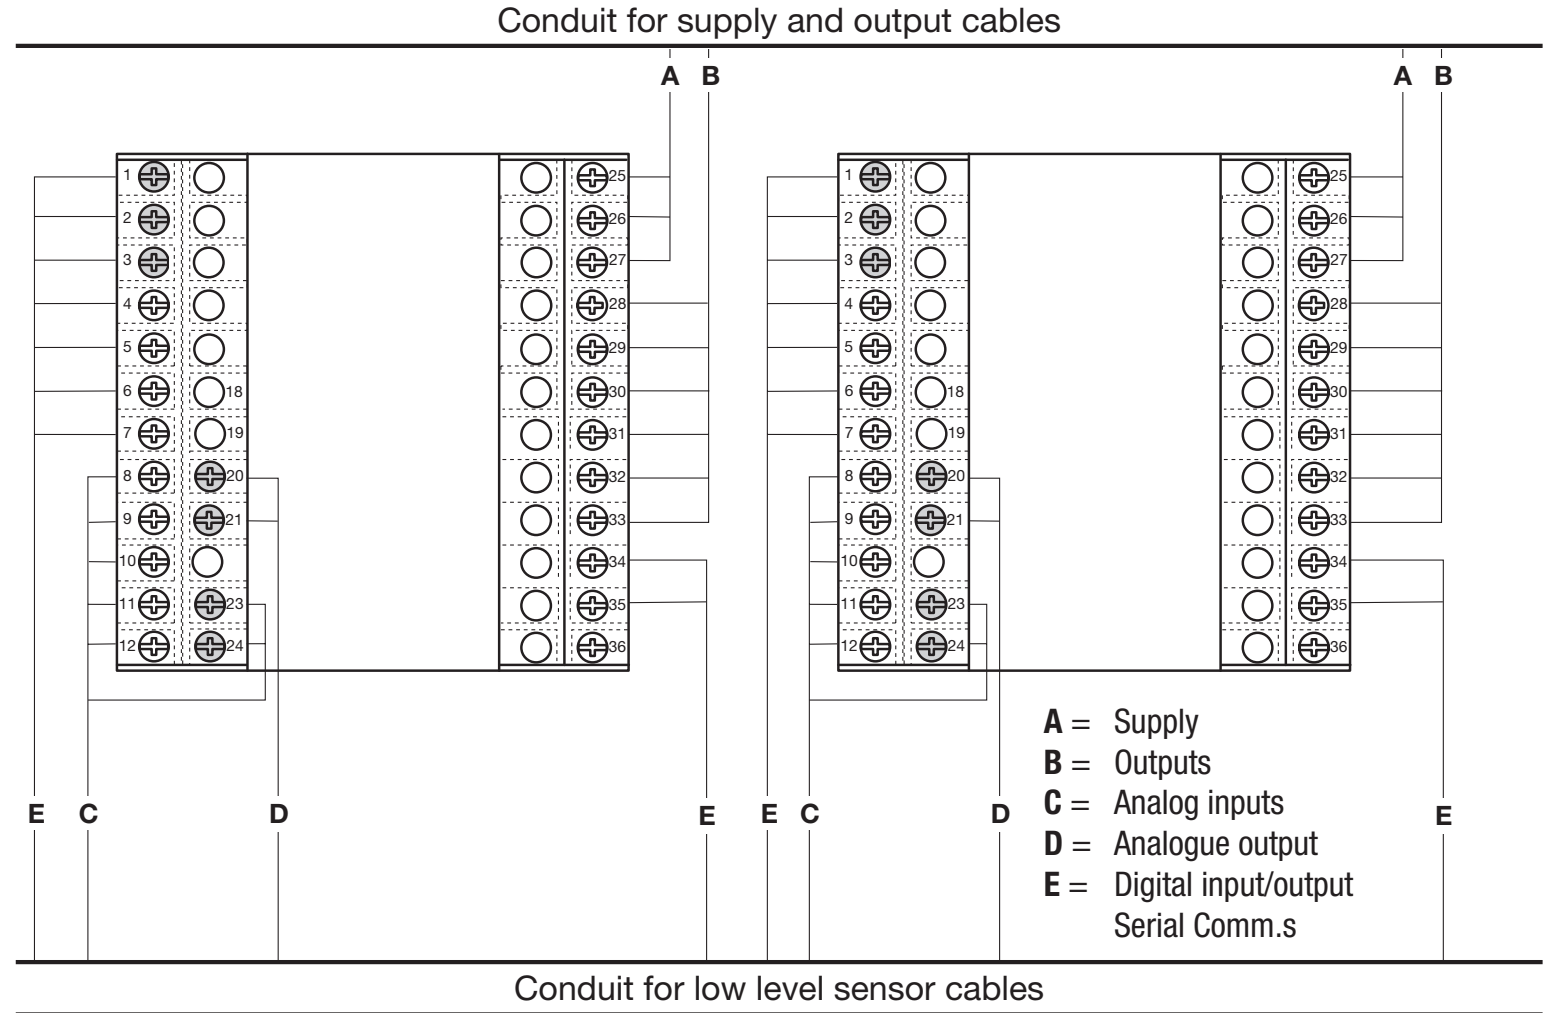 Conduit for supply and output cables
A B A B
1 25 1 25
2 26 2 26
3 27 3 27
4 28 4 28
5 29 5 29
6 18 30 6 18 30
7 19 31 7 19 31
8 20 32 8 20 32
9 21 33 9 21 33
10 34 10 34
11 23 35 11 23 35
12 24 36 12 24 36
A = Supply
B = Outputs
C = Analog inputs
D = Analogue output
E = Digital input/output
Serial Comm.s
E C D E E C D E
Conduit for low level sensor cables